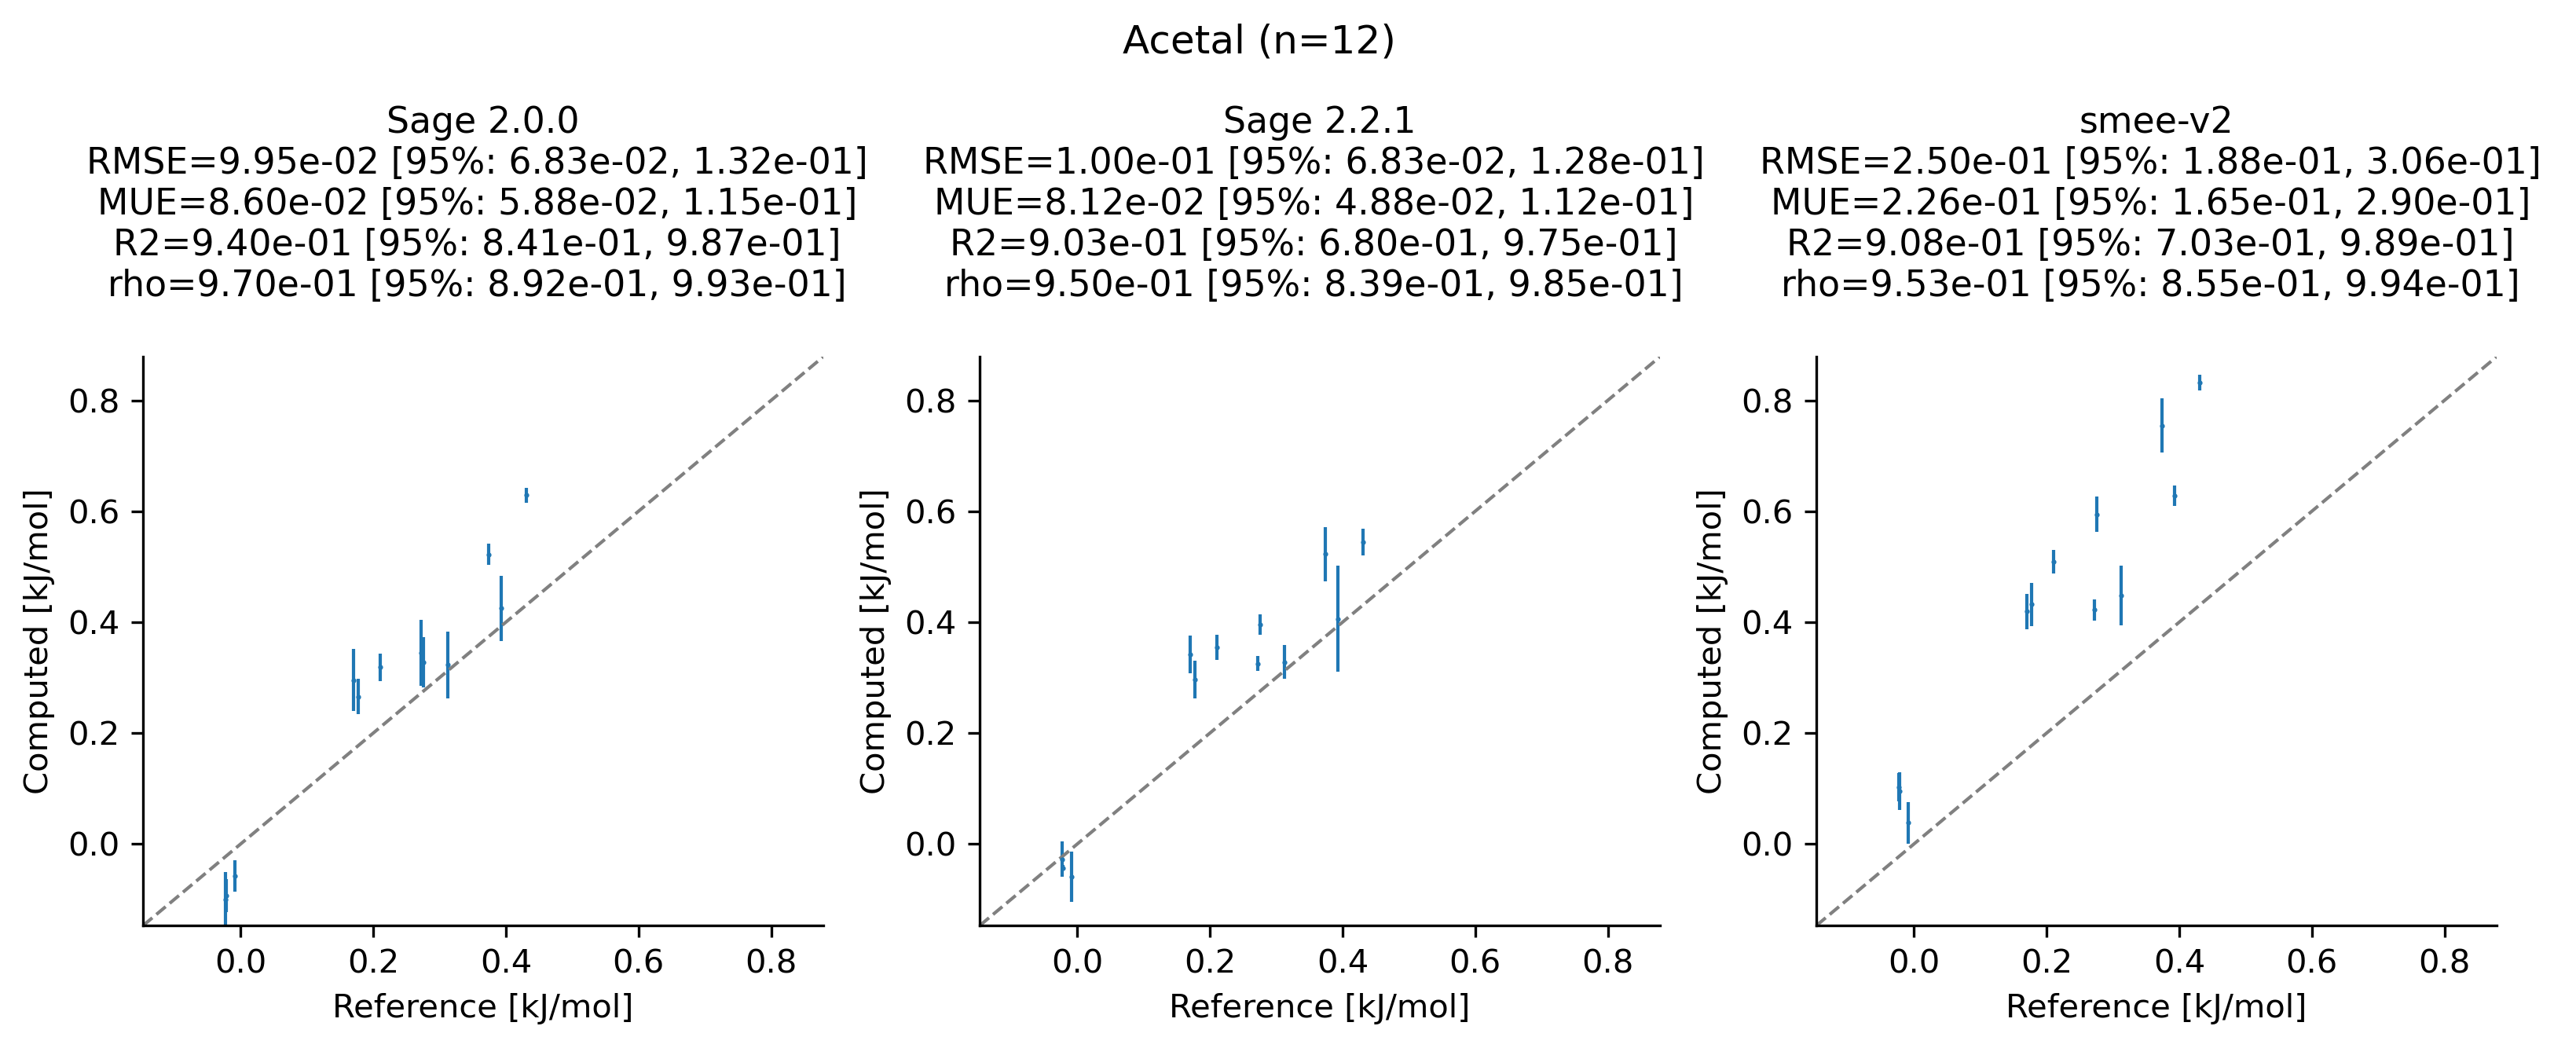 Acetal (n=12)
Sage 2.0.0
RMSE=9.95e-02 [95%: 6.83e-02, 1.32e-01]
MUE=8.60e-02 [95%: 5.88e-02, 1.15e-01]
R2=9.40e-01 [95%: 8.41e-01, 9.87e-01]
rho=9.70e-01 [95%: 8.92e-01, 9.93e-01]
0.8
0.6
0.4
0.2
0.0
Computed [kJ/mol]
0.0 0.2 0.4 0.6 0.8
Reference [kJ/mol]
Sage 2.2.1
RMSE=1.00e-01 [95%: 6.83e-02, 1.28e-01]
MUE=8.12e-02 [95%: 4.88e-02, 1.12e-01]
R2=9.03e-01 [95%: 6.80e-01, 9.75e-01]
rho=9.50e-01 [95%: 8.39e-01, 9.85e-01]
0.8
0.6
0.4
0.2
0.0
Computed [kJ/mol]
0.0 0.2 0.4 0.6 0.8
Reference [kJ/mol]
smee-v2
RMSE=2.50e-01 [95%: 1.88e-01, 3.06e-01]
MUE=2.26e-01 [95%: 1.65e-01, 2.90e-01]
R2=9.08e-01 [95%: 7.03e-01, 9.89e-01]
rho=9.53e-01 [95%: 8.55e-01, 9.94e-01]
0.8
0.6
0.4
0.2
0.0
Computed [kJ/mol]
0.0 0.2 0.4 0.6 0.8
Reference [kJ/mol]